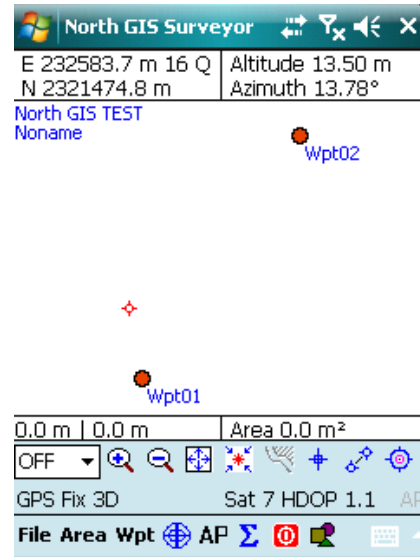 North GIS Surveyor
E 232583.7 m 16 Q Altitude 13.50 m
N 2321474.8 m Azimuth 13.78°
North GIS TEST
Noname
Wpt02
Wpt01
0.0 m | 0.0 m Area 0.0 m²
OFF
GPS Fix 3D Sat 7 HDOP 1.1 AP
File Area Wpt AP Σ